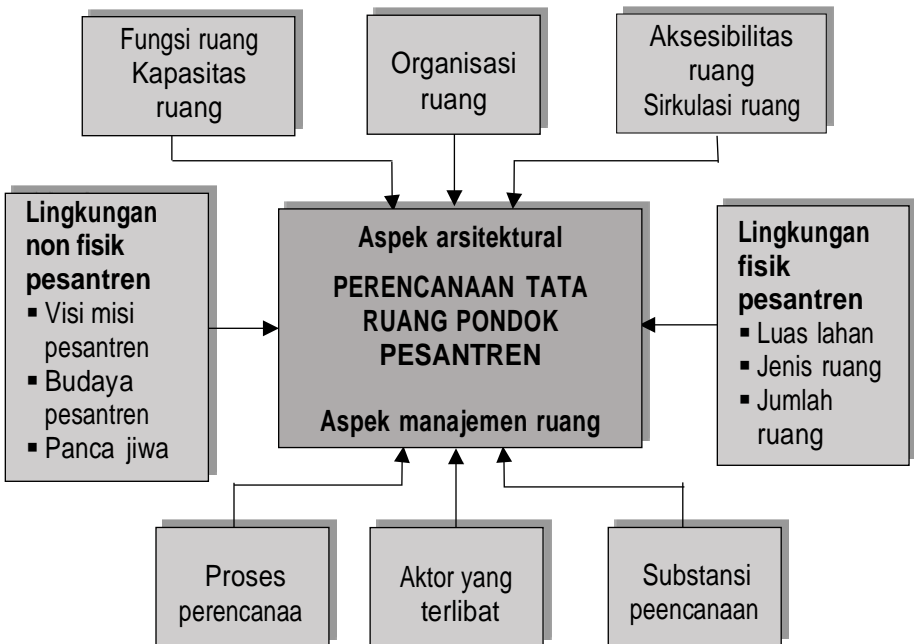 Fungsi ruang
Kapasitas
ruang
Organisasi
ruang
Aksesibilitas
ruang
Sirkulasi ruang
Lingkungan
non fisik
pesantren
▪ Visi misi
pesantren
▪ Budaya
pesantren
▪ Panca jiwa
Aspek arsitektural
PERENCANAAN TATA
RUANG PONDOK
PESANTREN
Aspek manajemen ruang
Lingkungan
fisik
pesantren
▪ Luas lahan
▪ Jenis ruang
▪ Jumlah
ruang
Proses
perencanaa
Aktor yang
terlibat
Substansi
peencanaan